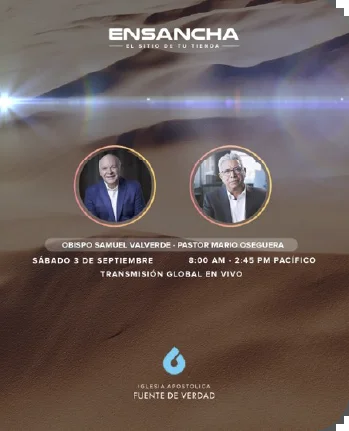 ENSANCHA
EL SITIO DE TU TIENDA
OBISPO SAMUEL VALVERDE - PASTOR MARIO OSEGUERA
SÁBADO 3 DE SEPTIEMBRE
8:00 AM - 2:45 PM PACÍFICO
TRANSMISIÓN GLOBAL EN VIVO
IGLESIA APOSTOLICA
FUENTE DE VERDAD